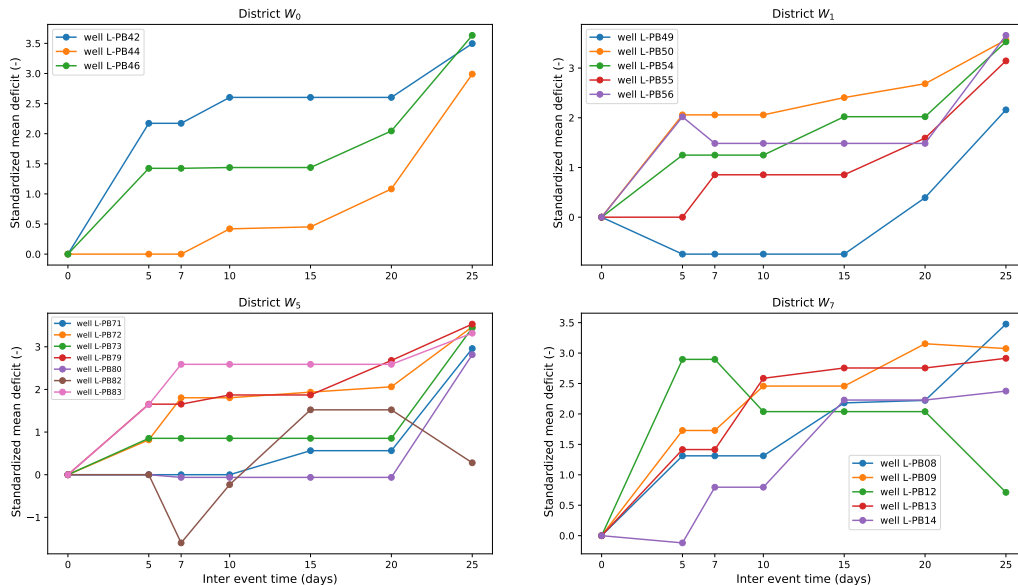 District W₀
Standardized mean deficit (-)
3.5
3.0
2.5
2.0
1.5
1.0
0.5
0.0
well L-PB42
well L-PB44
well L-PB46
0 5 7 10 15 20 25
District W₁
Standardized mean deficit (-)
3
2
1
0
well L-PB49
well L-PB50
well L-PB54
well L-PB55
well L-PB56
0 5 7 10 15 20 25
District W₅
Standardized mean deficit (-)
3
2
1
0
−1
well L-PB71
well L-PB72
well L-PB73
well L-PB79
well L-PB80
well L-PB82
well L-PB83
0 5 7 10 15 20 25
Inter event time (days)
District W₇
Standardized mean deficit (-)
3.5
3.0
2.5
2.0
1.5
1.0
0.5
0.0
well L-PB08
well L-PB09
well L-PB12
well L-PB13
well L-PB14
0 5 7 10 15 20 25
Inter event time (days)